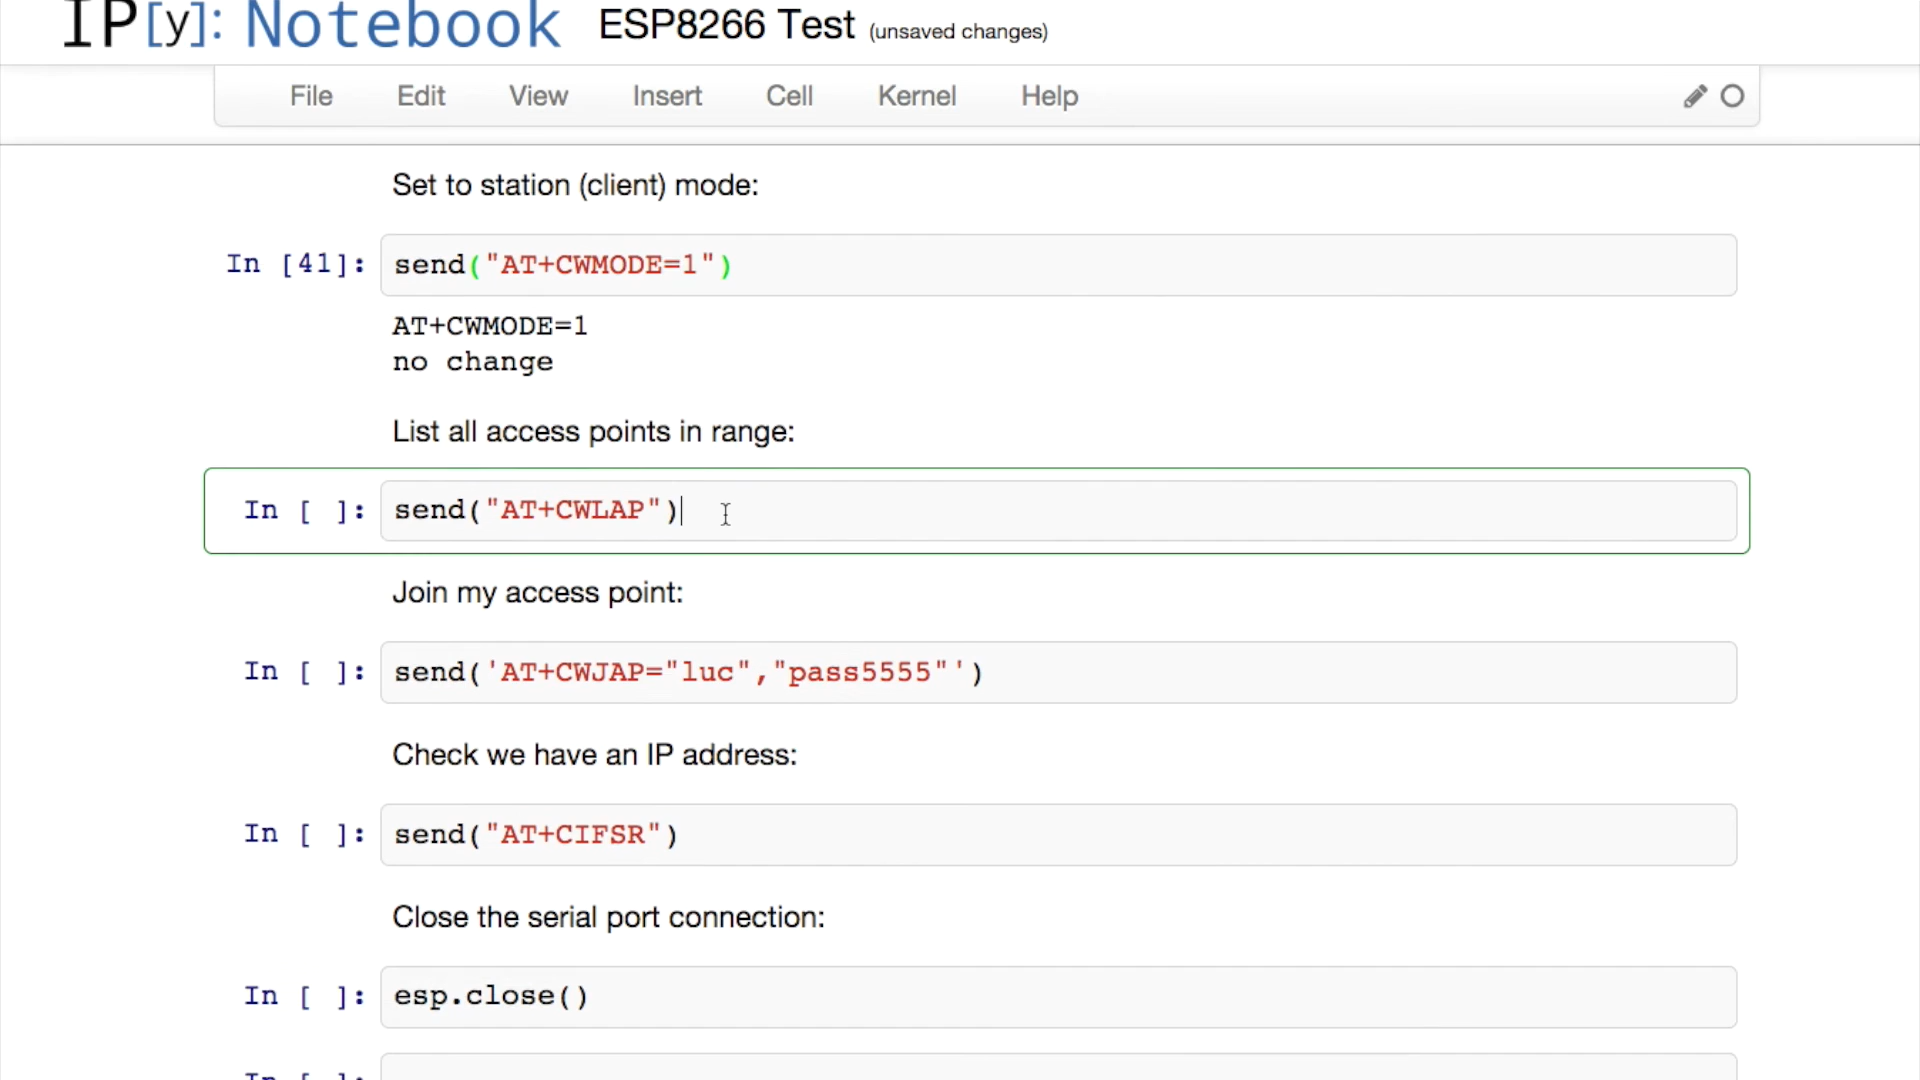 IP[y]: Notebook ESP8266 Test (unsaved changes)
File Edit View Insert Cell Kernel Help
Set to station (client) mode:
In [41]: send("AT+CWMODE=1")
AT+CWMODE=1
no change
List all access points in range:
In [ ]: send("AT+CWLAP")
Join my access point:
In [ ]: send('AT+CWJAP="luc","pass5555"')
Check we have an IP address:
In [ ]: send("AT+CIFSR")
Close the serial port connection:
In [ ]: esp.close()
In [ ]: